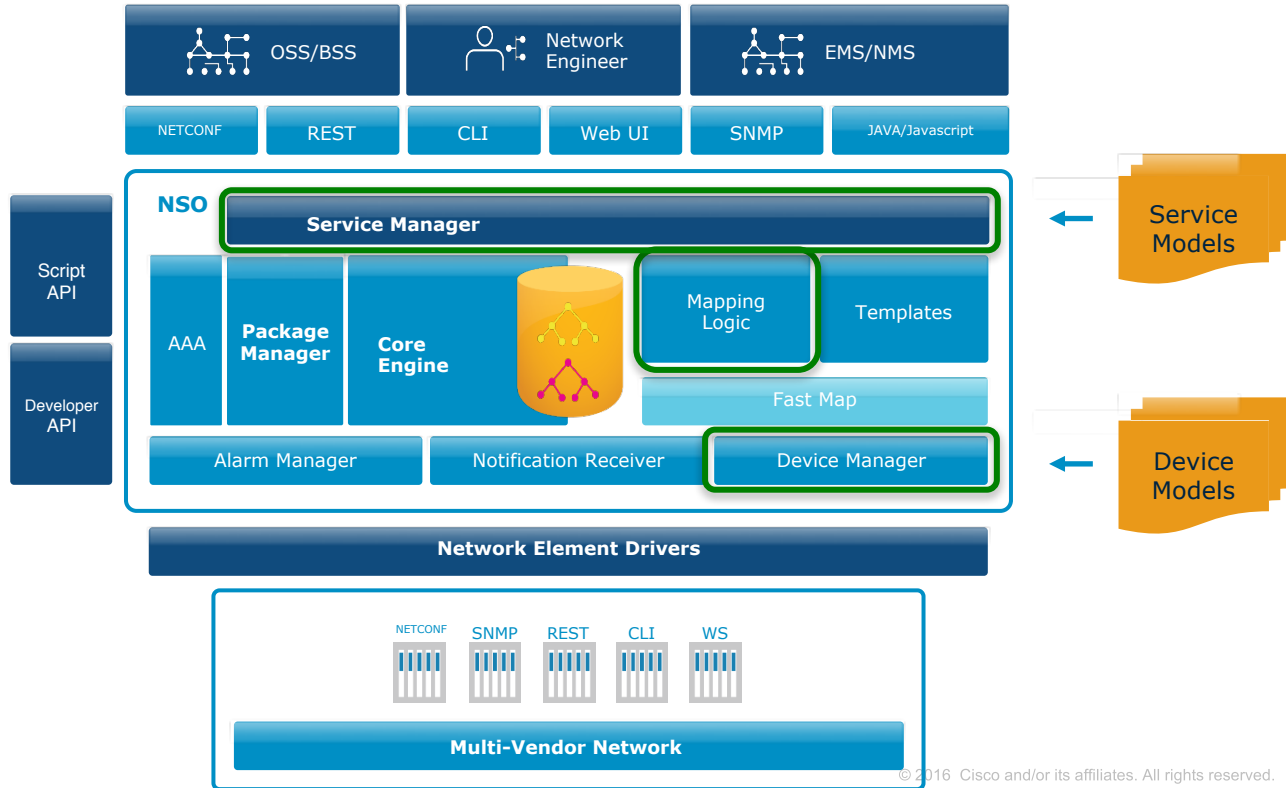 OSS/BSS
Network
Engineer
EMS/NMS
NETCONF
REST
CLI
Web UI
SNMP
JAVA/Javascript
NSO
Service Manager
Script
API
Developer
API
AAA
Package
Manager
Core
Engine
Mapping
Logic
Templates
Fast Map
Alarm Manager
Notification Receiver
Device Manager
Service
Models
Device
Models
Network Element Drivers
NETCONF
SNMP
REST
CLI
WS
Multi-Vendor Network
© 2016 Cisco and/or its affiliates. All rights reserved.